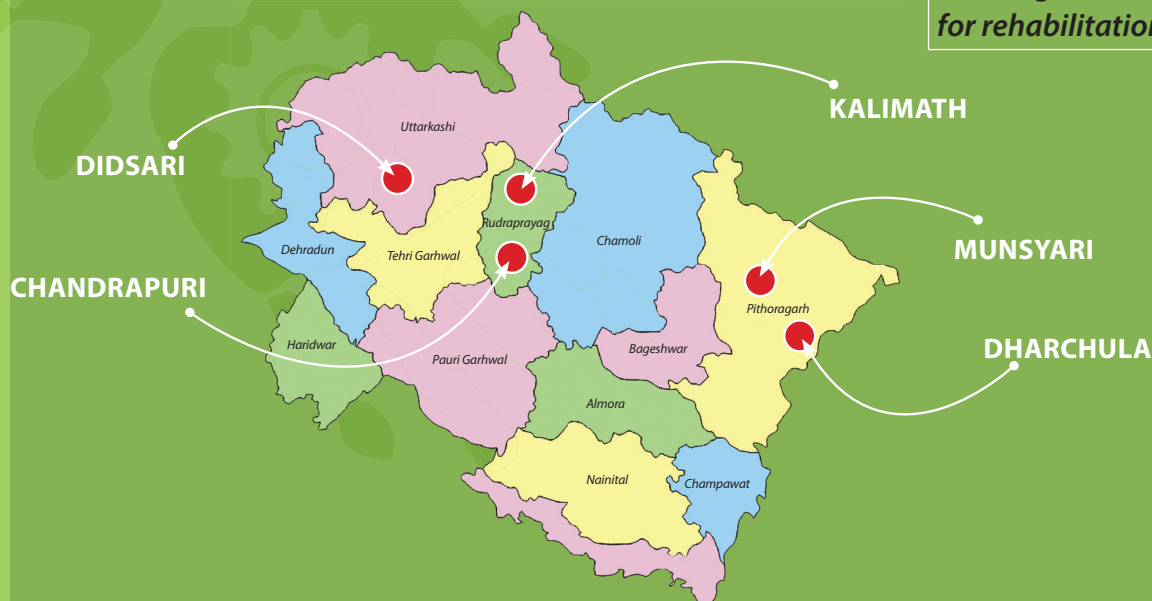 for rehabilitation
KALIMATH
DIDSARI
Uttarkashi
Rudraprayag
Chamoli
Dehradun
Tehri Garhwal
MUNSYARI
CHANDRAPURI
Pithoragarh
Haridwar
Pauri Garhwal
Bageshwar
DHARCHULA
Almora
Nainital
Champawat